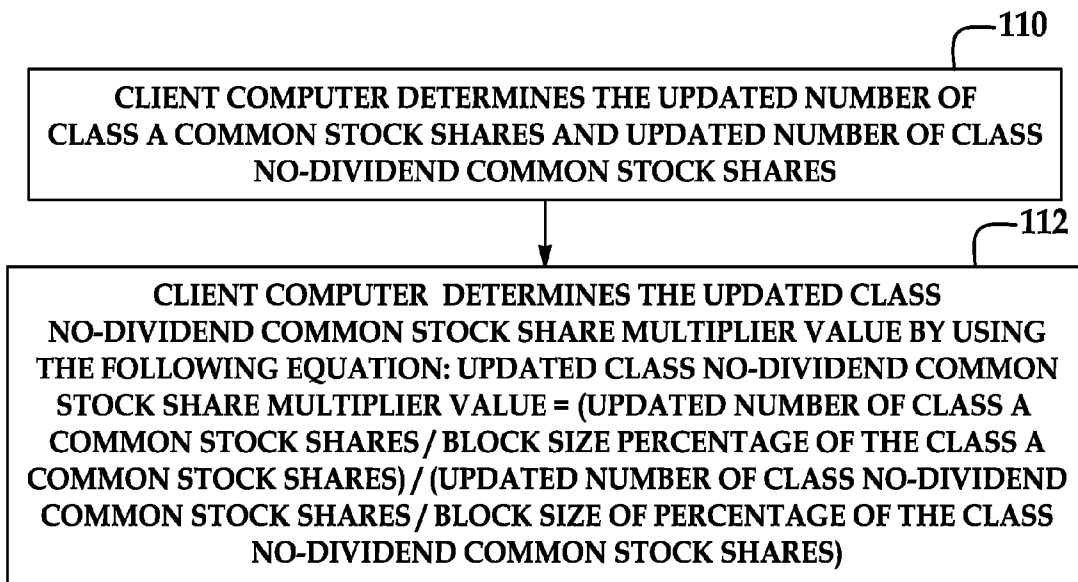 110
CLIENT COMPUTER DETERMINES THE UPDATED NUMBER OF
CLASS A COMMON STOCK SHARES AND UPDATED NUMBER OF CLASS
NO-DIVIDEND COMMON STOCK SHARES
112
CLIENT COMPUTER DETERMINES THE UPDATED CLASS
NO-DIVIDEND COMMON STOCK SHARE MULTIPLIER VALUE BY USING
THE FOLLOWING EQUATION: UPDATED CLASS NO-DIVIDEND COMMON
STOCK SHARE MULTIPLIER VALUE = (UPDATED NUMBER OF CLASS A
COMMON STOCK SHARES / BLOCK SIZE PERCENTAGE OF THE CLASS A
COMMON STOCK SHARES) / (UPDATED NUMBER OF CLASS NO-DIVIDEND
COMMON STOCK SHARES / BLOCK SIZE OF PERCENTAGE OF THE CLASS
NO-DIVIDEND COMMON STOCK SHARES)